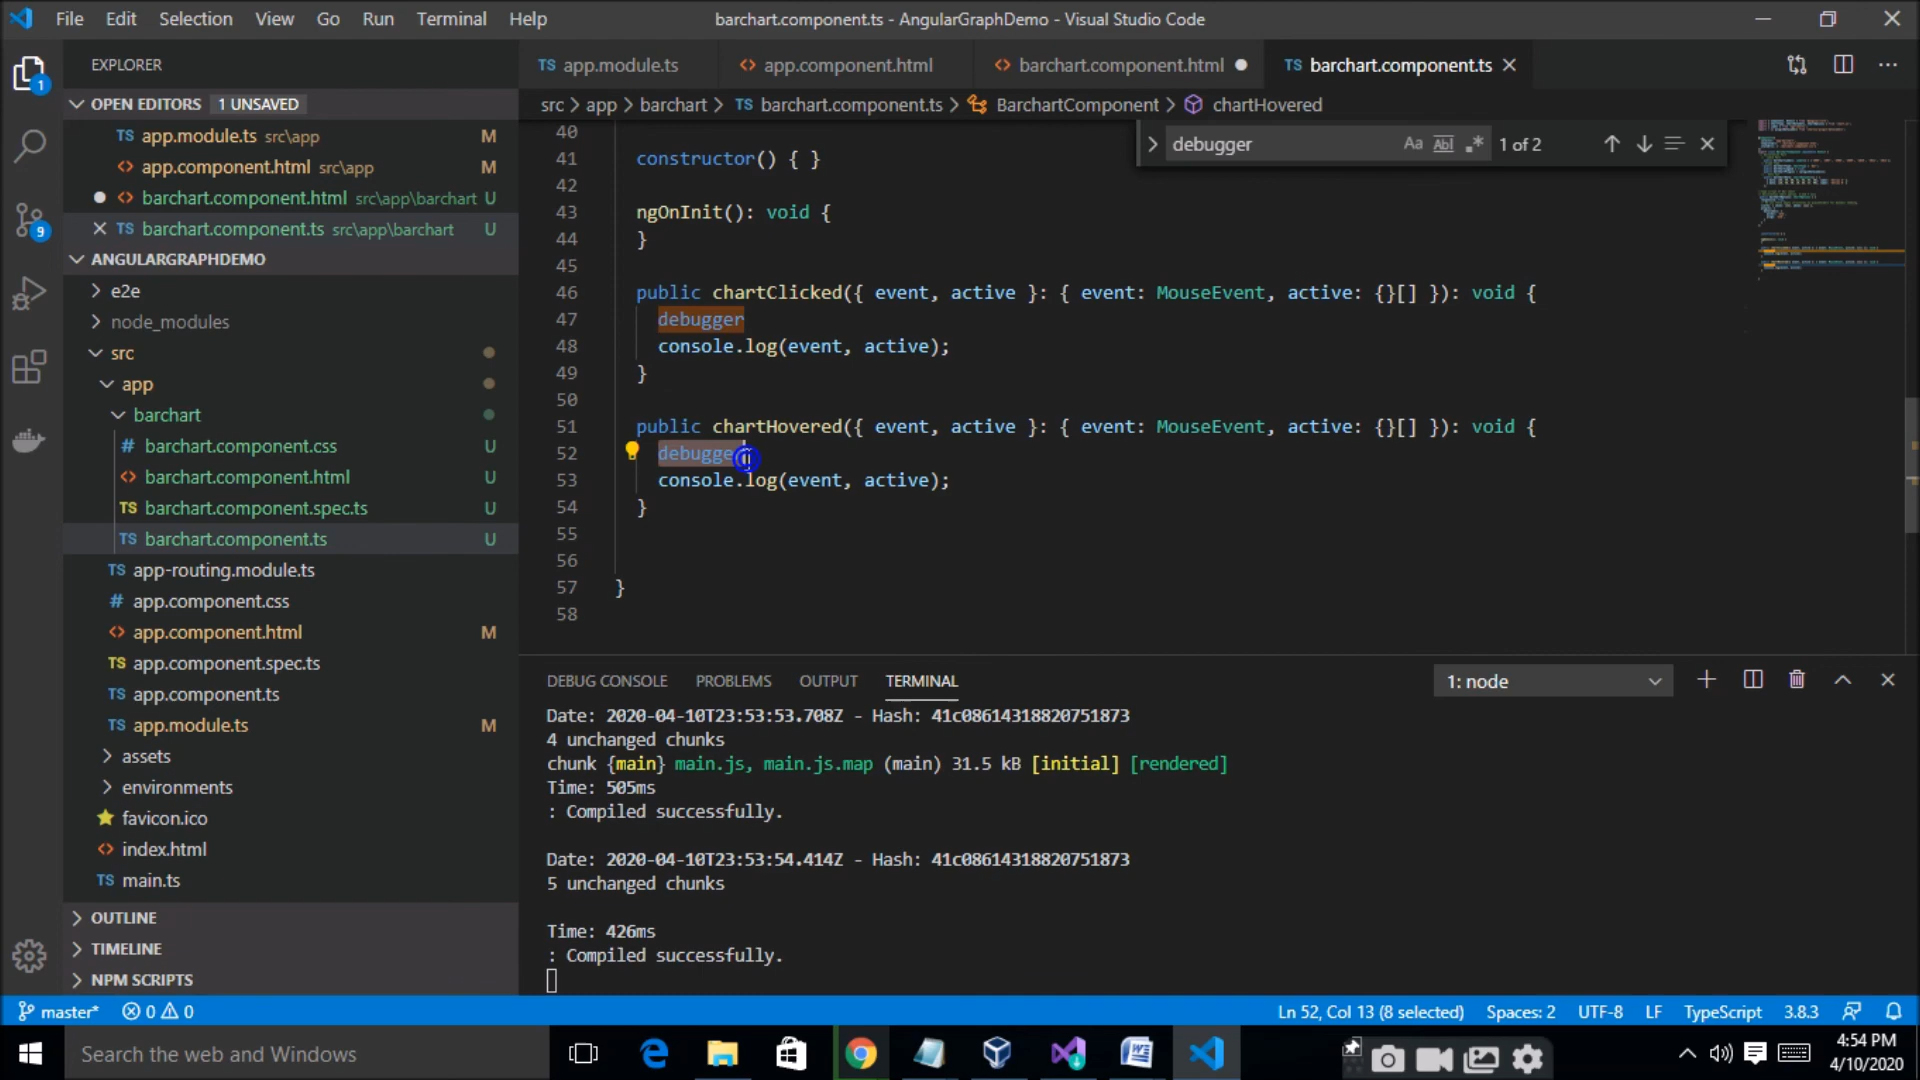 File Edit Selection View Go Run Terminal Help
barchart.component.ts - AngularGraphDemo - Visual Studio Code
EXPLORER
TS app.module.ts
<> app.component.html
<> barchart.component.html
TS barchart.component.ts
OPEN EDITORS 1 UNSAVED
src > app > barchart > TS barchart.component.ts > BarchartComponent > chartHovered
TS app.module.ts src\app M
<> app.component.html src\app M
<> barchart.component.html src\app\barchart U
TS barchart.component.ts src\app\barchart U
ANGULARGRAPHDEMO
e2e
node_modules
src
app
barchart
# barchart.component.css U
<> barchart.component.html U
TS barchart.component.spec.ts U
TS barchart.component.ts U
TS app-routing.module.ts
# app.component.css
<> app.component.html M
TS app.component.spec.ts
TS app.component.ts
TS app.module.ts M
assets
environments
favicon.ico
<> index.html
TS main.ts
OUTLINE
TIMELINE
NPM SCRIPTS
debugger Aa Abl .* 1 of 2
40
41 constructor() { }
42
43 ngOnInit(): void {
44 }
45
46 public chartClicked({ event, active }: { event: MouseEvent, active: {}[] }): void {
47 debugger
48 console.log(event, active);
49 }
50
51 public chartHovered({ event, active }: { event: MouseEvent, active: {}[] }): void {
52 debugger
53 console.log(event, active);
54 }
55
56
57 }
58
DEBUG CONSOLE PROBLEMS OUTPUT TERMINAL 1: node
Date: 2020-04-10T23:53:53.708Z - Hash: 41c08614318820751873
4 unchanged chunks
chunk {main} main.js, main.js.map (main) 31.5 kB [initial] [rendered]
Time: 505ms
: Compiled successfully.
Date: 2020-04-10T23:53:54.414Z - Hash: 41c08614318820751873
5 unchanged chunks
Time: 426ms
: Compiled successfully.
master* 0 0
Ln 52, Col 13 (8 selected) Spaces: 2 UTF-8 LF TypeScript 3.8.3
Search the web and Windows
4:54 PM
4/10/2020
1
9